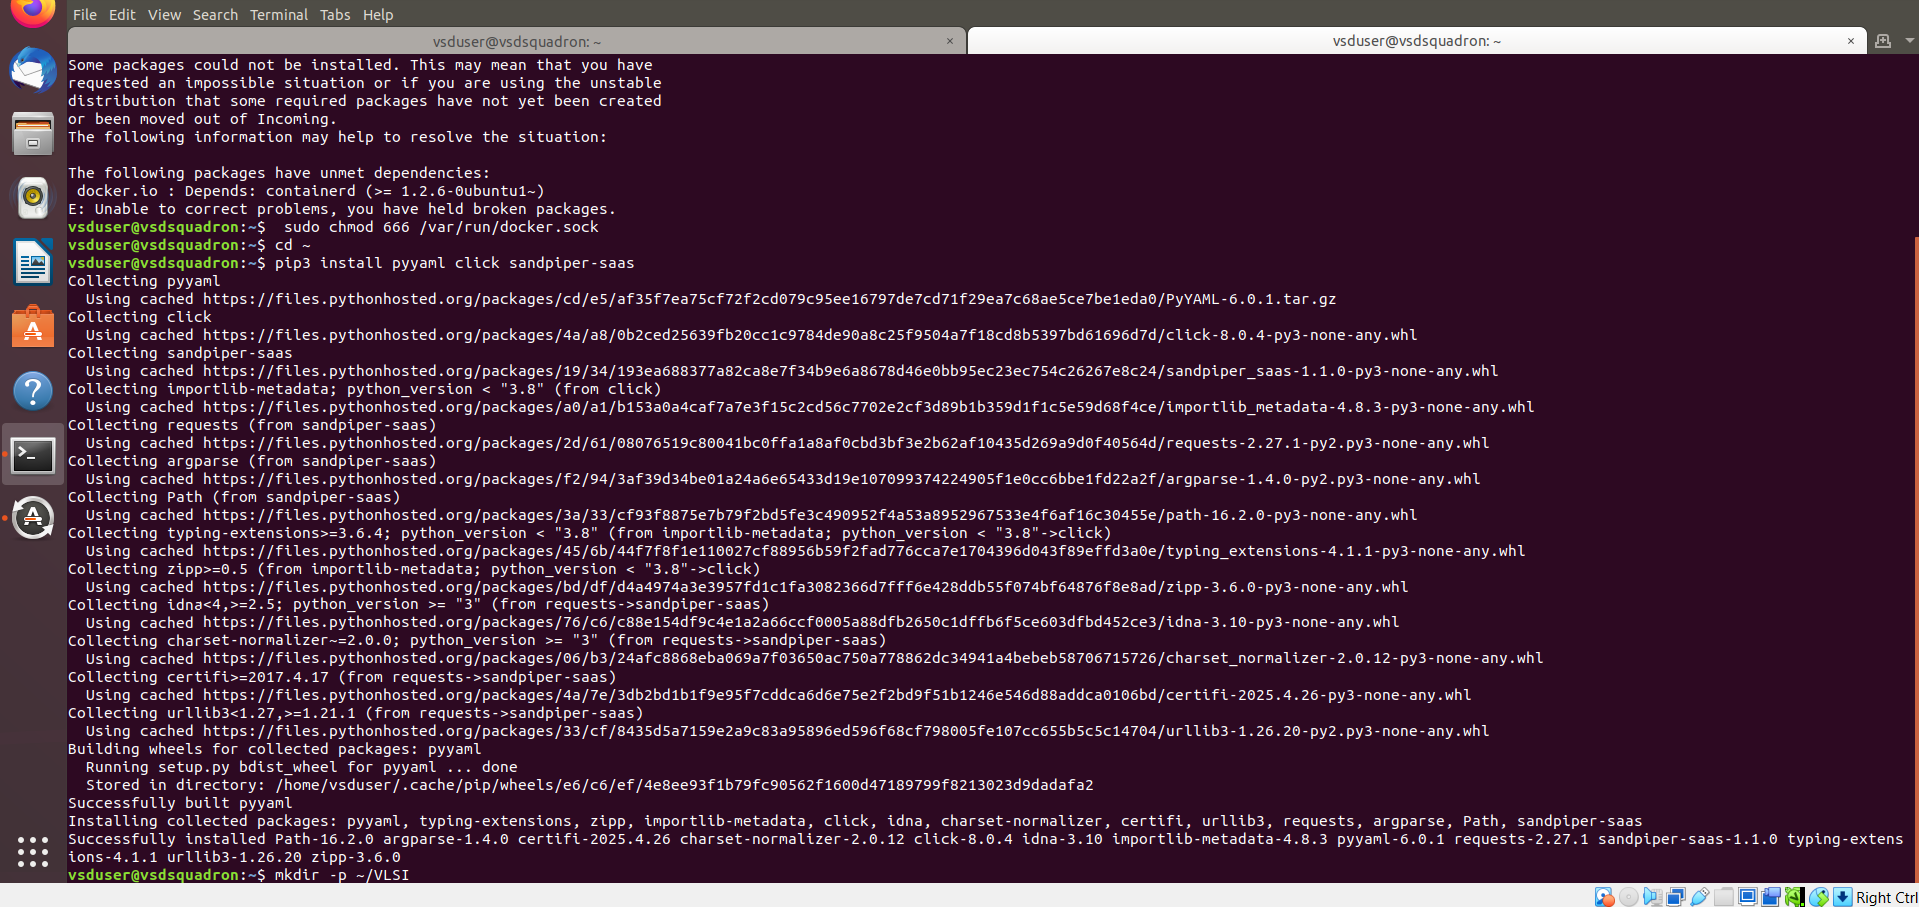 File Edit View Search Terminal Tabs Help
vsduser@vsdsquadron: ~ × vsduser@vsdsquadron: ~ ×
Some packages could not be installed. This may mean that you have
requested an impossible situation or if you are using the unstable
distribution that some required packages have not yet been created
or been moved out of Incoming.
The following information may help to resolve the situation:
The following packages have unmet dependencies:
 docker.io : Depends: containerd (>= 1.2.6-0ubuntu1~)
E: Unable to correct problems, you have held broken packages.
vsduser@vsdsquadron:~$  sudo chmod 666 /var/run/docker.sock
vsduser@vsdsquadron:~$ cd ~
vsduser@vsdsquadron:~$ pip3 install pyyaml click sandpiper-saas
Collecting pyyaml
  Using cached https://files.pythonhosted.org/packages/cd/e5/af35f7ea75cf72f2cd079c95ee16797de7cd71f29ea7c68ae5ce7be1eda0/PyYAML-6.0.1.tar.gz
Collecting click
  Using cached https://files.pythonhosted.org/packages/4a/a8/0b2ced25639fb20cc1c9784de90a8c25f9504a7f18cd8b5397bd61696d7d/click-8.0.4-py3-none-any.whl
Collecting sandpiper-saas
  Using cached https://files.pythonhosted.org/packages/19/34/193ea688377a82ca8e7f34b9e6a8678d46e0bb95ec23ec754c26267e8c24/sandpiper_saas-1.1.0-py3-none-any.whl
Collecting importlib-metadata; python_version < "3.8" (from click)
  Using cached https://files.pythonhosted.org/packages/a0/a1/b153a0a4caf7a7e3f15c2cd56c7702e2cf3d89b1b359d1f1c5e59d68f4ce/importlib_metadata-4.8.3-py3-none-any.whl
Collecting requests (from sandpiper-saas)
  Using cached https://files.pythonhosted.org/packages/2d/61/08076519c80041bc0ffa1a8af0cbd3bf3e2b62af10435d269a9d0f40564d/requests-2.27.1-py2.py3-none-any.whl
Collecting argparse (from sandpiper-saas)
  Using cached https://files.pythonhosted.org/packages/f2/94/3af39d34be01a24a6e65433d19e107099374224905f1e0cc6bbe1fd22a2f/argparse-1.4.0-py2.py3-none-any.whl
Collecting Path (from sandpiper-saas)
  Using cached https://files.pythonhosted.org/packages/3a/33/cf93f8875e7b79f2bd5fe3c490952f4a53a8952967533e4f6af16c30455e/path-16.2.0-py3-none-any.whl
Collecting typing-extensions>=3.6.4; python_version < "3.8" (from importlib-metadata; python_version < "3.8"->click)
  Using cached https://files.pythonhosted.org/packages/45/6b/44f7f8f1e110027cf88956b59f2fad776cca7e1704396d043f89effd3a0e/typing_extensions-4.1.1-py3-none-any.whl
Collecting zipp>=0.5 (from importlib-metadata; python_version < "3.8"->click)
  Using cached https://files.pythonhosted.org/packages/bd/df/d4a4974a3e3957fd1c1fa3082366d7fff6e428ddb55f074bf64876f8e8ad/zipp-3.6.0-py3-none-any.whl
Collecting idna<4,>=2.5; python_version >= "3" (from requests->sandpiper-saas)
  Using cached https://files.pythonhosted.org/packages/76/c6/c88e154df9c4e1a2a66ccf0005a88dfb2650c1dffb6f5ce603dfbd452ce3/idna-3.10-py3-none-any.whl
Collecting charset-normalizer~=2.0.0; python_version >= "3" (from requests->sandpiper-saas)
  Using cached https://files.pythonhosted.org/packages/06/b3/24afc8868eba069a7f03650ac750a778862dc34941a4bebeb58706715726/charset_normalizer-2.0.12-py3-none-any.whl
Collecting certifi>=2017.4.17 (from requests->sandpiper-saas)
  Using cached https://files.pythonhosted.org/packages/4a/7e/3db2bd1b1f9e95f7cddca6d6e75e2f2bd9f51b1246e546d88addca0106bd/certifi-2025.4.26-py3-none-any.whl
Collecting urllib3<1.27,>=1.21.1 (from requests->sandpiper-saas)
  Using cached https://files.pythonhosted.org/packages/33/cf/8435d5a7159e2a9c83a95896ed596f68cf798005fe107cc655b5c5c14704/urllib3-1.26.20-py2.py3-none-any.whl
Building wheels for collected packages: pyyaml
  Running setup.py bdist_wheel for pyyaml ... done
  Stored in directory: /home/vsduser/.cache/pip/wheels/e6/c6/ef/4e8ee93f1b79fc90562f1600d47189799f8213023d9dadafa2
Successfully built pyyaml
Installing collected packages: pyyaml, typing-extensions, zipp, importlib-metadata, click, idna, charset-normalizer, certifi, urllib3, requests, argparse, Path, sandpiper-saas
Successfully installed Path-16.2.0 argparse-1.4.0 certifi-2025.4.26 charset-normalizer-2.0.12 click-8.0.4 idna-3.10 importlib-metadata-4.8.3 pyyaml-6.0.1 requests-2.27.1 sandpiper-saas-1.1.0 typing-extens
ions-4.1.1 urllib3-1.26.20 zipp-3.6.0
vsduser@vsdsquadron:~$ mkdir -p ~/VLSI
Right Ctrl